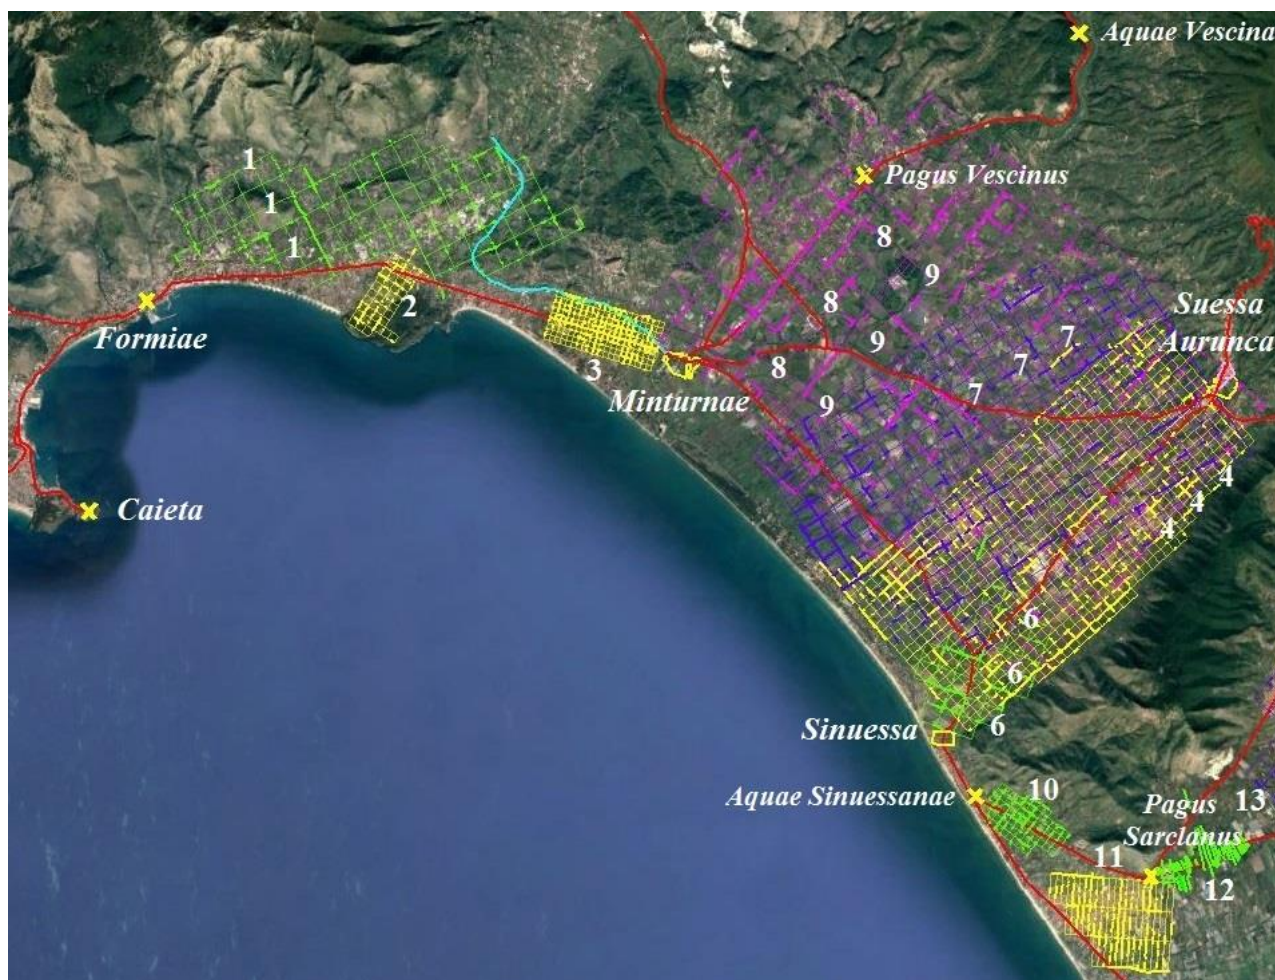 Aquae Vescina
1
Pagus Vescinus
1
8
1
9
Suessa
Aurunca
2
8
Formiae
7
9
3
8
7
Minturnae
7
9
4
4
Caieta
4
6
6
Sinuessa
6
Aquae Sinuessanae
10
13
Pagus
Sarclanus
11
12